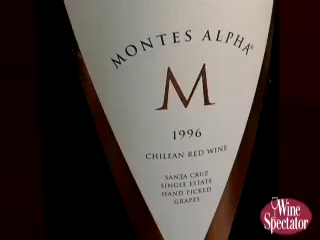 MONTES ALPHA®
M
1996
CHILEAN RED WINE
SANTA CRUZ
SINGLE ESTATE
HAND PICKED
GRAPES
Wine
Spectator